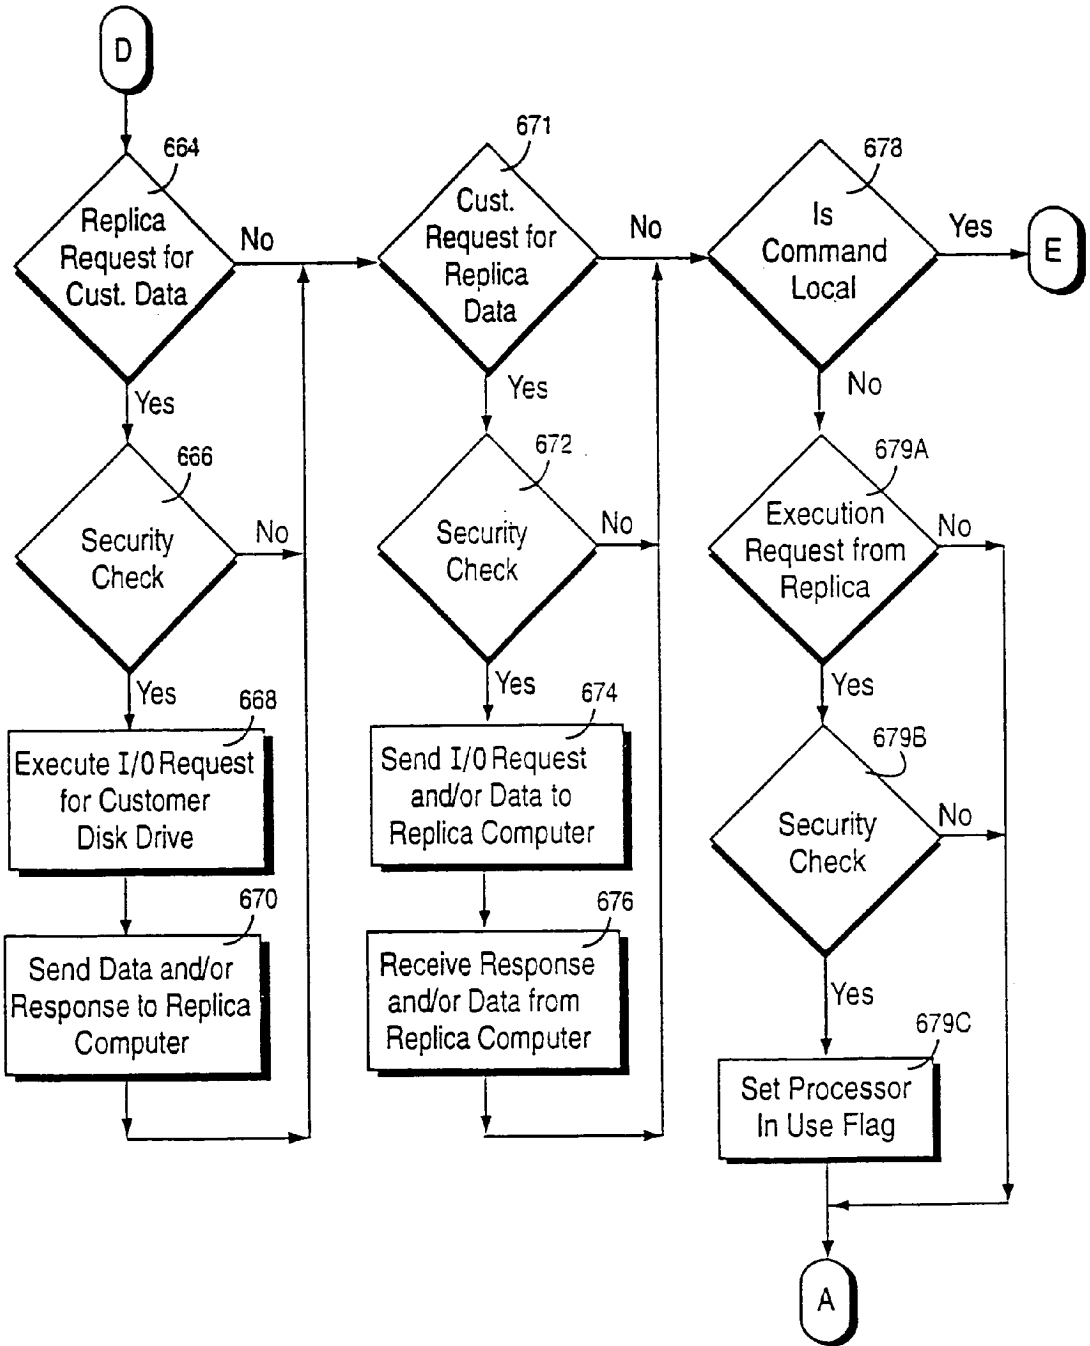 D
664
Replica
Request for
Cust. Data
No
Yes
666
Security
Check
No
Yes
668
Execute I/O Request
for Customer
Disk Drive
670
Send Data and/or
Response to Replica
Computer
671
Cust.
Request for
Replica
Data
No
Yes
672
Security
Check
No
Yes
674
Send I/O Request
and/or Data to
Replica Computer
676
Receive Response
and/or Data from
Replica Computer
678
Is
Command
Local
Yes
E
No
679A
Execution
Request from
Replica
No
Yes
679B
Security
Check
No
Yes
679C
Set Processor
In Use Flag
A